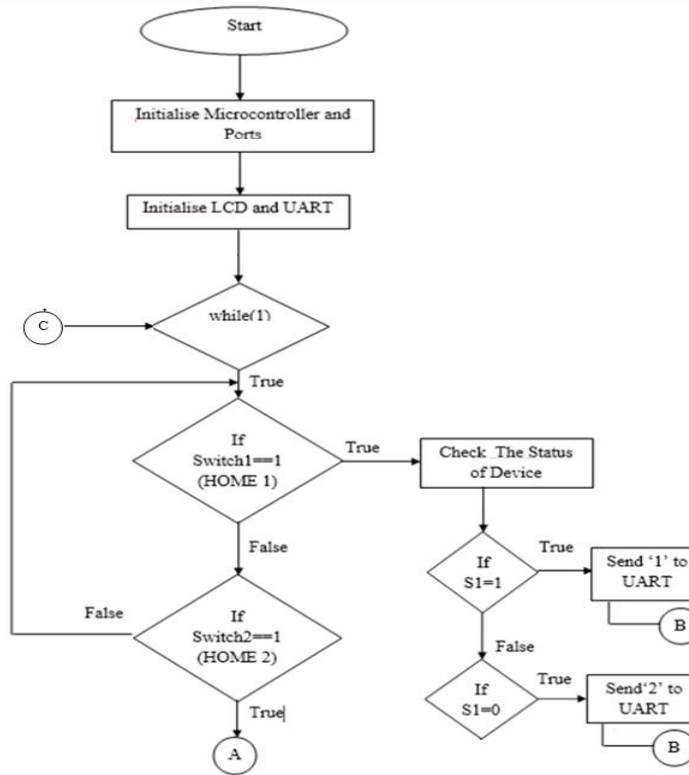 Start
Initialise Microcontroller and
Ports
Initialise LCD and UART
while(1)
C
True
If
Switch1==1
(HOME 1)
True
Check The Status
of Device
False
If
S1=1
True
Send ‘1’ to
UART
B
False
If
Switch2==1
(HOME 2)
False
True
A
If
S1=0
True
Send‘2’ to
UART
B
False